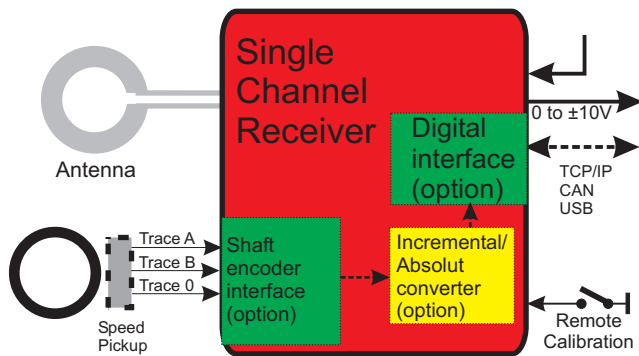 Single
Channel
Receiver
Antenna
0 to ±10V
Digital
interface
(option)
TCP/IP
CAN
USB
Trace A
Trace B
Trace 0
Speed
Pickup
Shaft
encoder
interface
(option)
Incremental/
Absolut
converter
(option)
Remote
Calibration